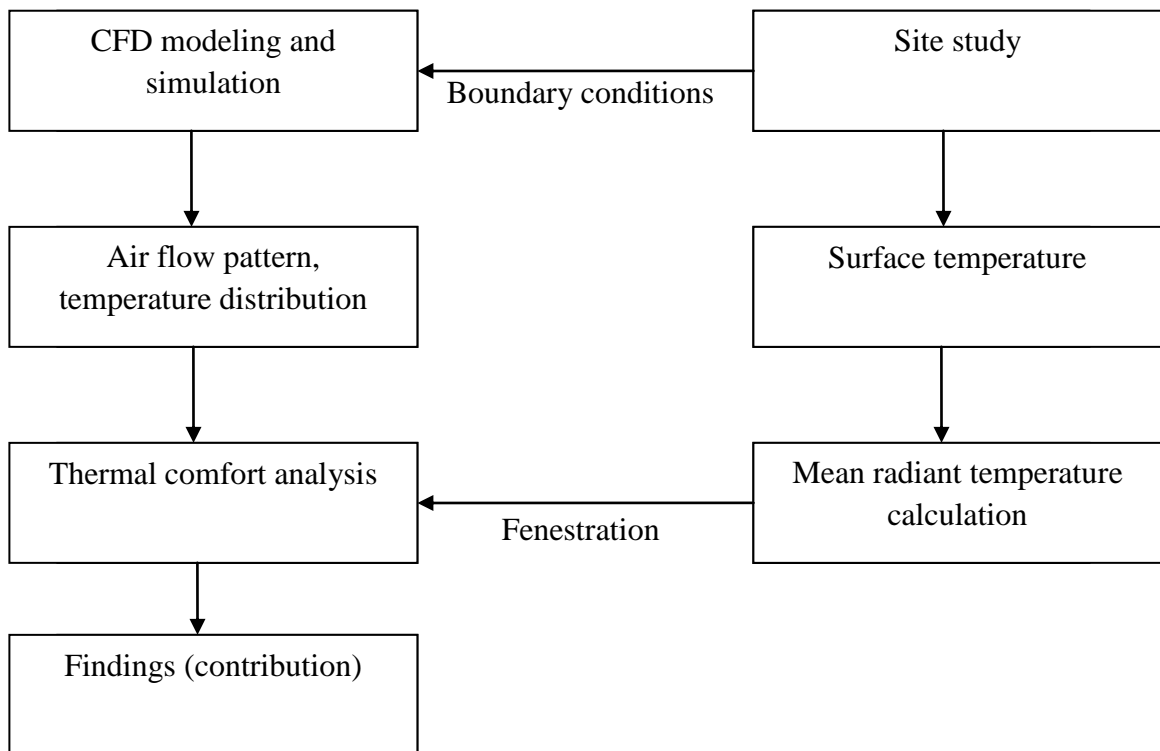 CFD modeling and
simulation
Boundary conditions
Site study
Air flow pattern,
temperature distribution
Surface temperature
Thermal comfort analysis
Fenestration
Mean radiant temperature
calculation
Findings (contribution)